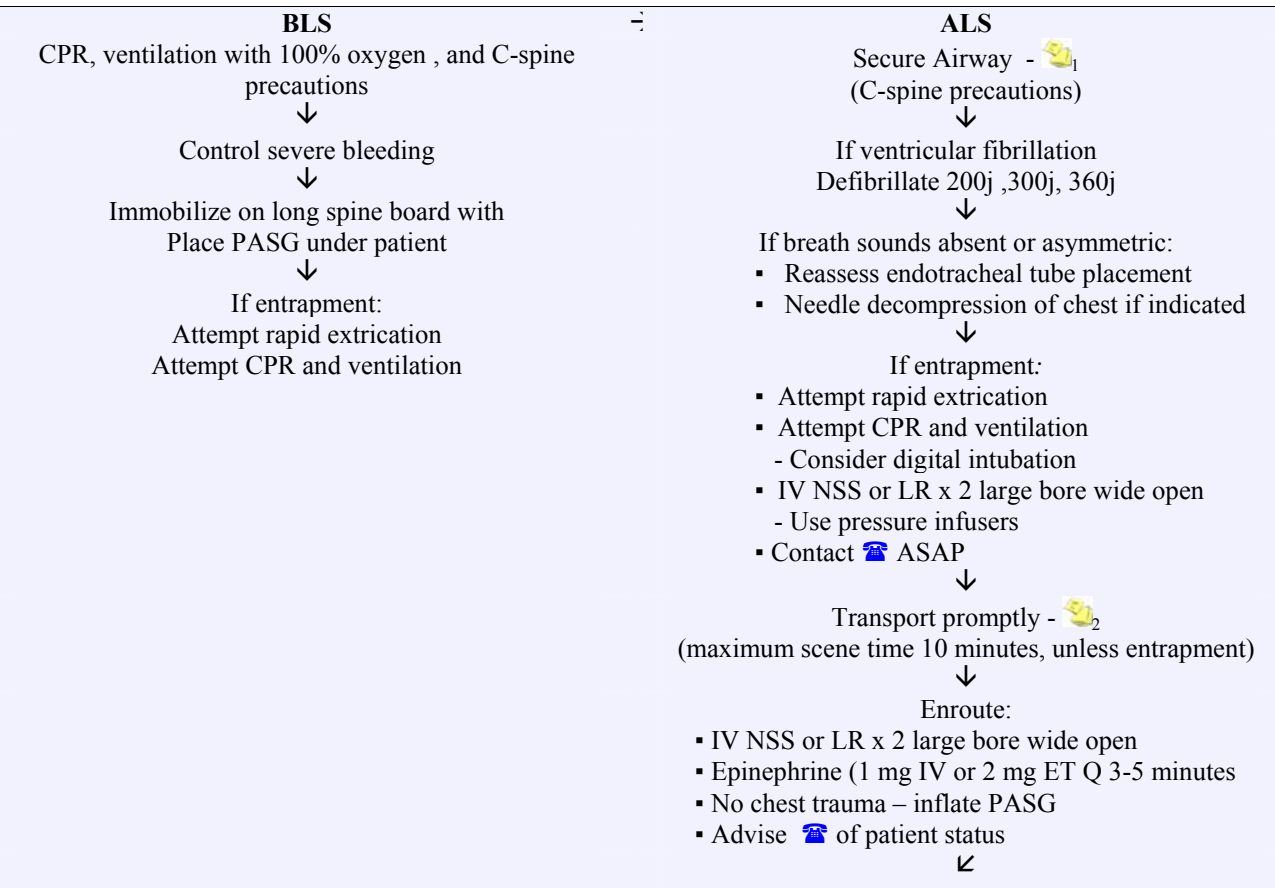 BLS
CPR, ventilation with 100% oxygen , and C-spine
precautions
↓
Control severe bleeding
↓
Immobilize on long spine board with
Place PASG under patient
↓
If entrapment:
Attempt rapid extrication
Attempt CPR and ventilation
ALS
Secure Airway - 1
(C-spine precautions)
↓
If ventricular fibrillation
Defibrillate 200j ,300j, 360j
↓
If breath sounds absent or asymmetric:
▪ Reassess endotracheal tube placement
▪ Needle decompression of chest if indicated
↓
If entrapment:
▪ Attempt rapid extrication
▪ Attempt CPR and ventilation
- Consider digital intubation
▪ IV NSS or LR x 2 large bore wide open
- Use pressure infusers
▪ Contact ☎ ASAP
↓
Transport promptly - 2
(maximum scene time 10 minutes, unless entrapment)
↓
Enroute:
▪ IV NSS or LR x 2 large bore wide open
▪ Epinephrine (1 mg IV or 2 mg ET Q 3-5 minutes
▪ No chest trauma – inflate PASG
▪ Advise ☎ of patient status
↙